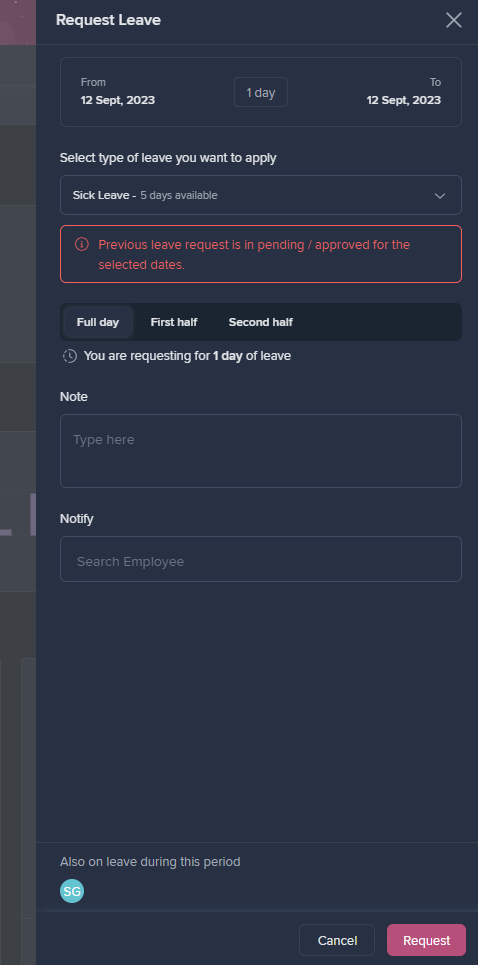 Request Leave
From
To
12 Sept, 2023
1 day
12 Sept, 2023
Select type of leave you want to apply
Sick Leave - 5 days available
Previous leave request is in pending / approved for the
selected dates.
Full day
First half
Second half
You are requesting for 1 day of leave
Note
Type here
Notify
Search Employee
Also on leave during this period
SG
Cancel
Request